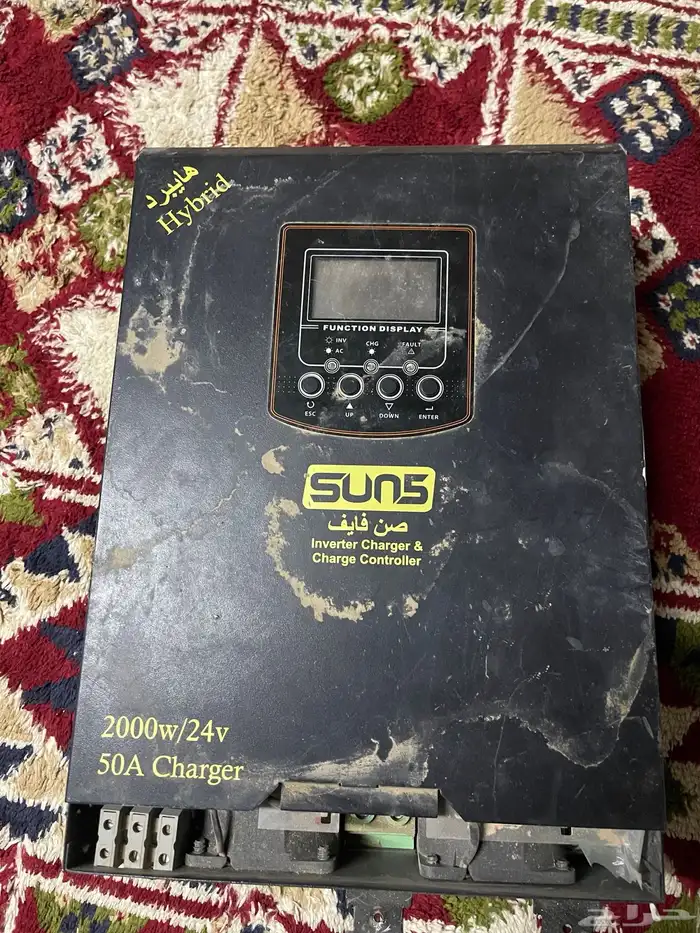 هايبرد
Hybrid
FUNCTION DISPLAY
INV
CHG
FAULT
AC
ESC
UP
DOWN
ENTER
SUN5
صن فايف
Inverter Charger &
Charge Controller
2000w/24v
50A Charger
حراج